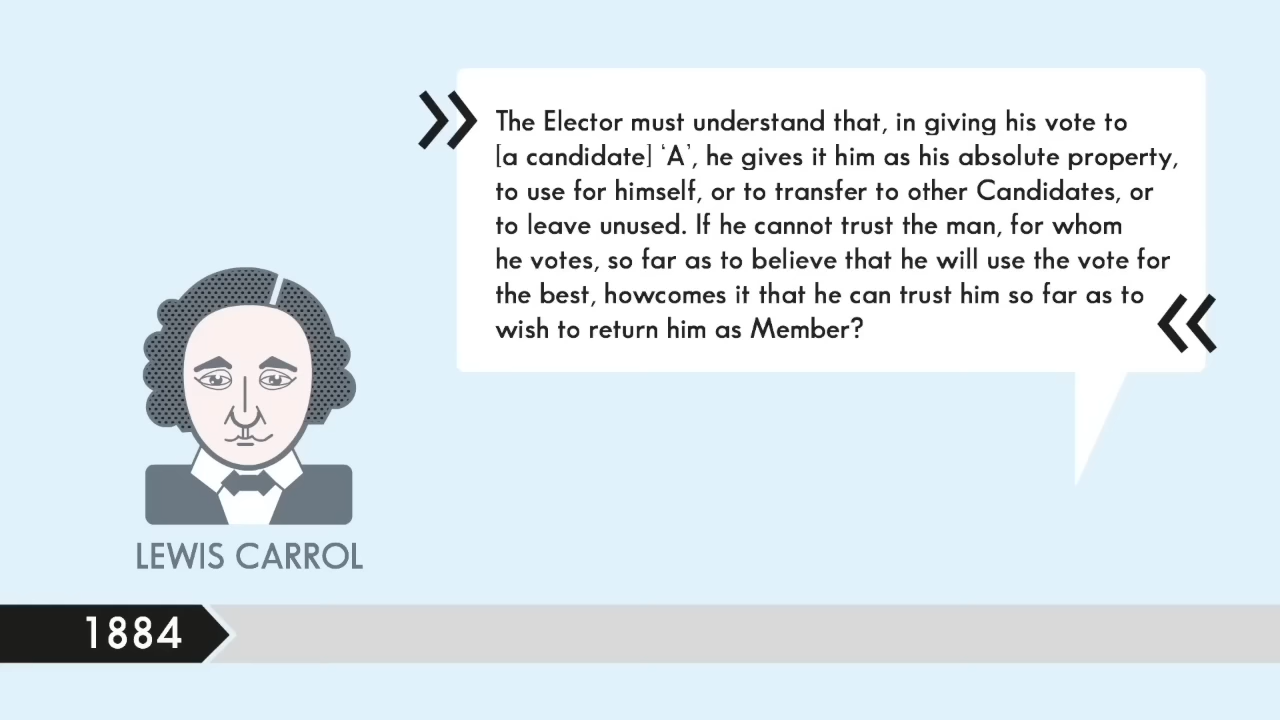 The Elector must understand that, in giving his vote to
[a candidate] ‘A’, he gives it him as his absolute property,
to use for himself, or to transfer to other Candidates, or
to leave unused. If he cannot trust the man, for whom
he votes, so far as to believe that he will use the vote for
the best, howcomes it that he can trust him so far as to
wish to return him as Member?
LEWIS CARROL
1884